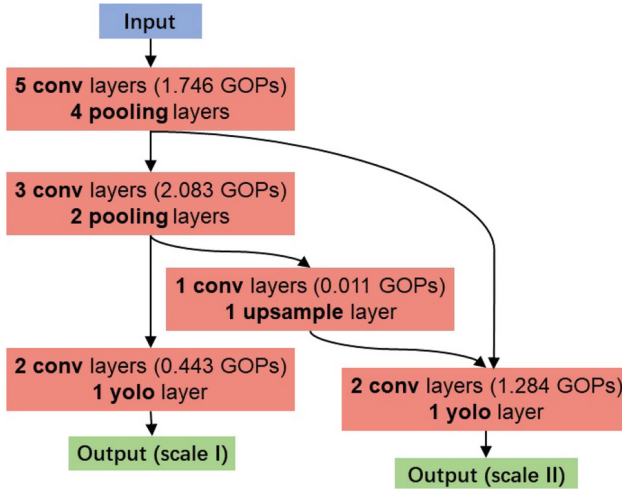 Input
5 conv layers (1.746 GOPs)
4 pooling layers
3 conv layers (2.083 GOPs)
2 pooling layers
1 conv layers (0.011 GOPs)
1 upsample layer
2 conv layers (0.443 GOPs)
1 yolo layer
2 conv layers (1.284 GOPs)
1 yolo layer
Output (scale I)
Output (scale II)